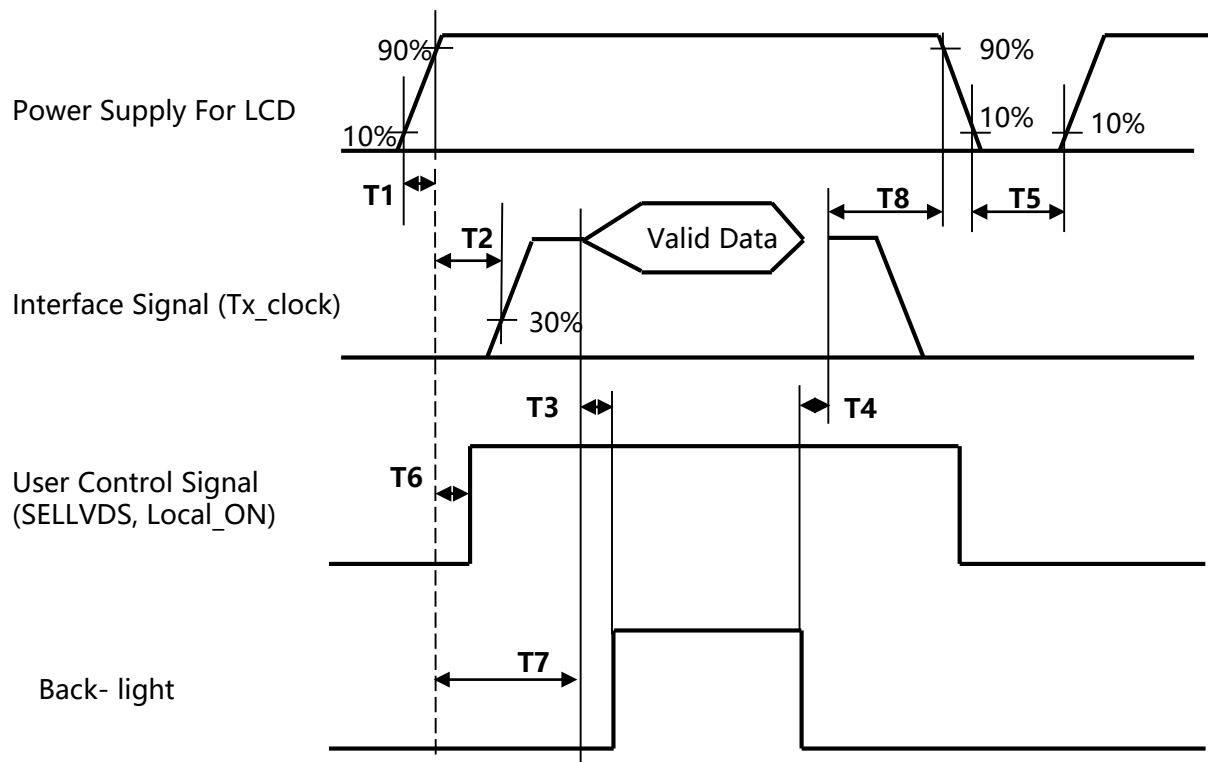 90%
90%
Power Supply For LCD
10%
10%
10%
T1
T8
T5
T2
Valid Data
Interface Signal (Tx_clock)
30%
T3
T4
User Control Signal
(SELLVDS, Local_ON)
T6
T7
Back- light